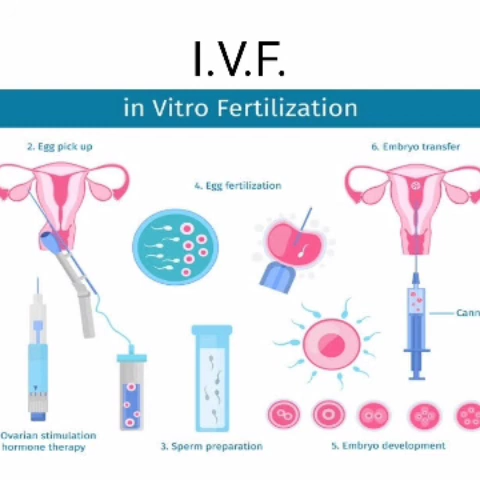 I.V.F.
in Vitro Fertilization
2. Egg pick up
6. Embryo transfer
4. Egg fertilization
Ovarian stimulation
hormone therapy
3. Sperm preparation
5. Embryo development